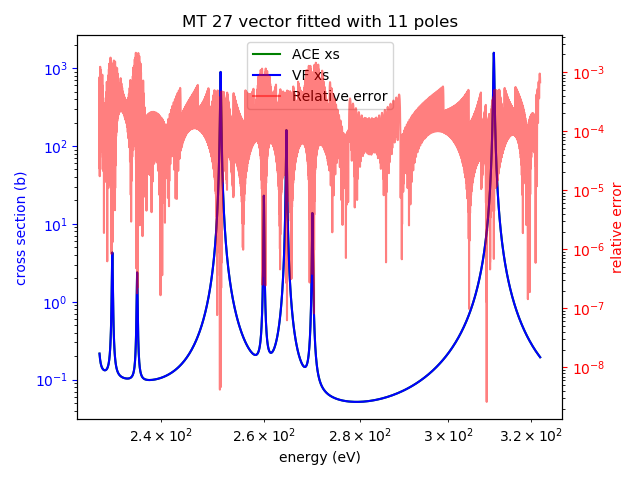 MT 27 vector fitted with 11 poles
ACE xs
VF xs
Relative error
cross section (b)
10³
10²
10¹
10⁰
10⁻¹
10⁻³
10⁻⁴
10⁻⁵
10⁻⁶
10⁻⁷
10⁻⁸
relative error
2.4 × 10² 2.6 × 10² 2.8 × 10² 3 × 10² 3.2 × 10²
energy (eV)